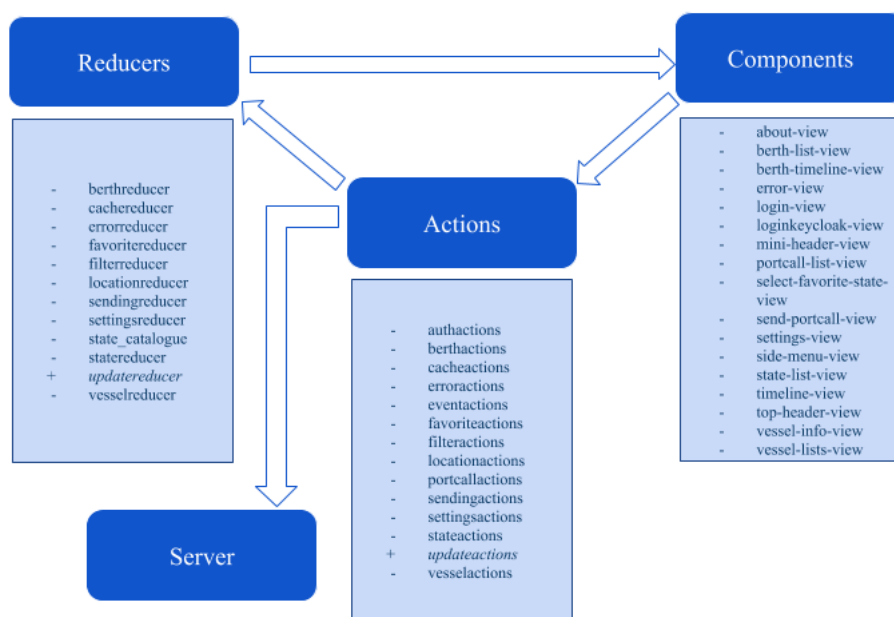 Reducers
- berthreducer
- cachereducer
- errorreducer
- favoritereducer
- filterreducer
- locationreducer
- sendingreducer
- settingsreducer
- state_catalogue
- statereducer
+ updatereducer
- vesselreducer
Actions
- authactions
- berthactions
- cacheactions
- erroractions
- eventactions
- favoriteactions
- filteractions
- locationactions
- portcallactions
- sendingactions
- settingsactions
- stateactions
+ updateactions
- vesselactions
Components
- about-view
- berth-list-view
- berth-timeline-view
- error-view
- login-view
- loginkeycloak-view
- mini-header-view
- portcall-list-view
- select-favorite-state-
view
- send-portcall-view
- settings-view
- side-menu-view
- state-list-view
- timeline-view
- top-header-view
- vessel-info-view
- vessel-lists-view
Server